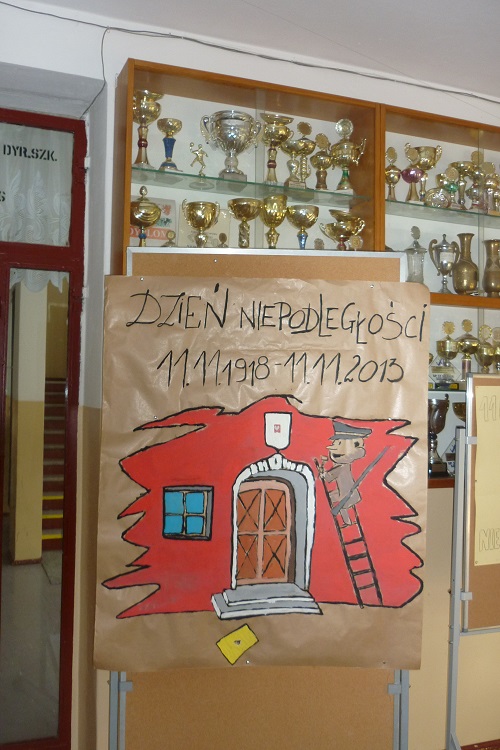 DYR.SZK.
DZIEŃ NIEPODLEGŁOŚCI
11.11.1918-11.11.2013